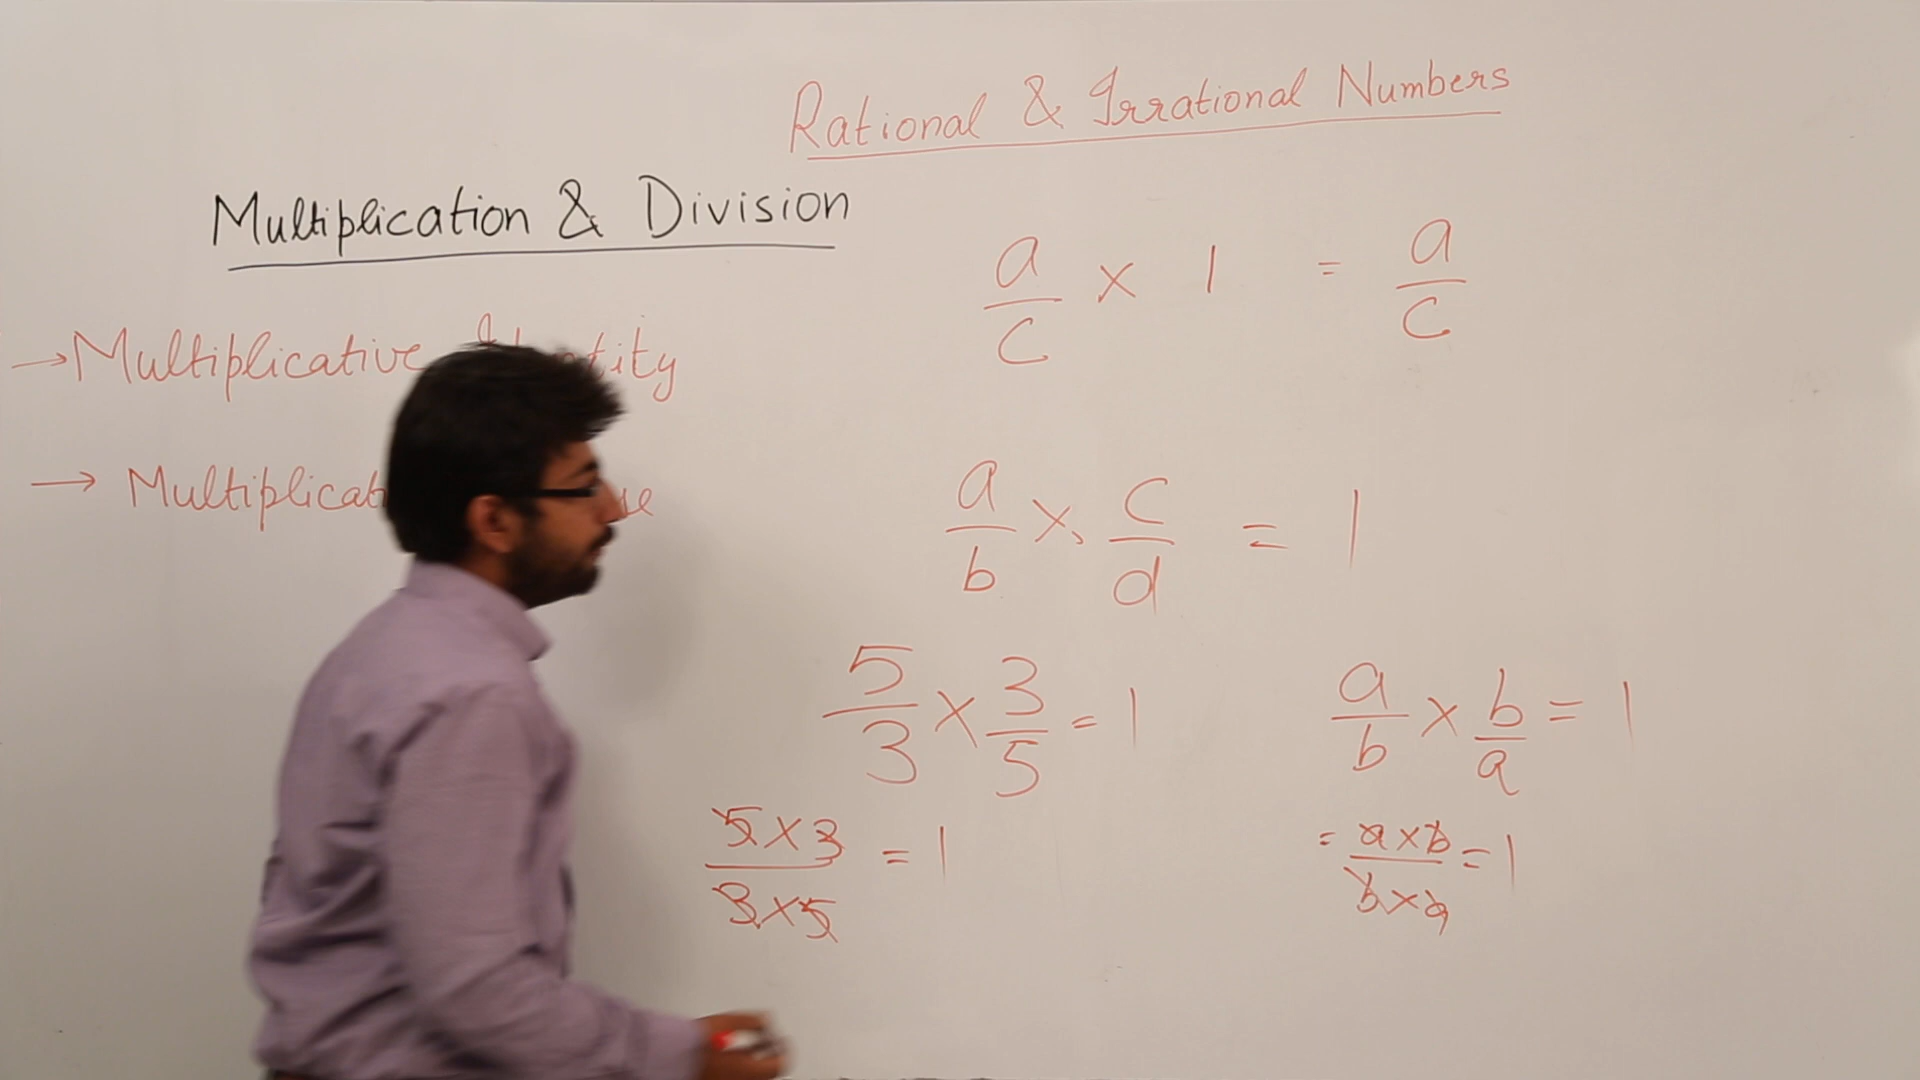 Rational & Irrational Numbers
Multiplication & Division
→ Multiplicative
→
a/c × 1 = a/c
a/b × c/d = 1
5/3 × 3/5 = 1
5×3/3×5 = 1
a/b × b/a = 1
= a×b/b×a = 1